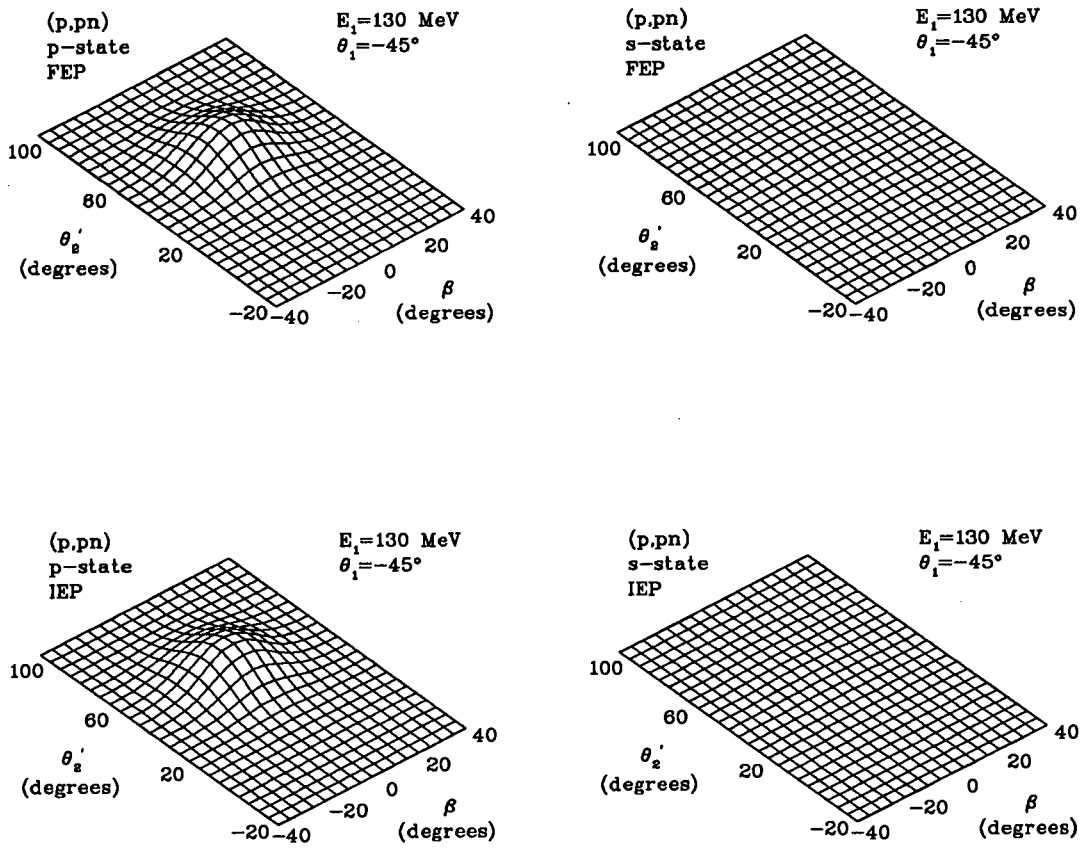 (p,pn)
p-state
FEP
E₁=130 MeV
θ₁=-45°
100
60
20
-20
θ₂'
(degrees)
-40
-20
0
20
40
β
(degrees)
(p,pn)
s-state
FEP
E₁=130 MeV
θ₁=-45°
100
60
20
-20
θ₂'
(degrees)
-40
-20
0
20
40
β
(degrees)
(p,pn)
p-state
IEP
E₁=130 MeV
θ₁=-45°
100
60
20
-20
θ₂'
(degrees)
-40
-20
0
20
40
β
(degrees)
(p,pn)
s-state
IEP
E₁=130 MeV
θ₁=-45°
100
60
20
-20
θ₂'
(degrees)
-40
-20
0
20
40
β
(degrees)